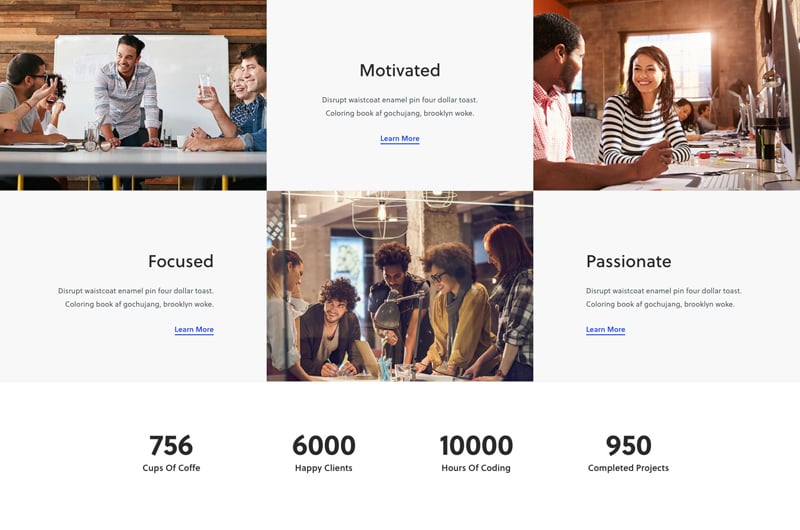 Motivated
Disrupt waistcoat enamel pin four dollar toast.
Coloring book af gochujang, brooklyn woke.
Learn More
Focused
Disrupt waistcoat enamel pin four dollar toast.
Coloring book af gochujang, brooklyn woke.
Learn More
Passionate
Disrupt waistcoat enamel pin four dollar toast.
Coloring book af gochujang, brooklyn woke.
Learn More
756
Cups Of Coffe
6000
Happy Clients
10000
Hours Of Coding
950
Completed Projects